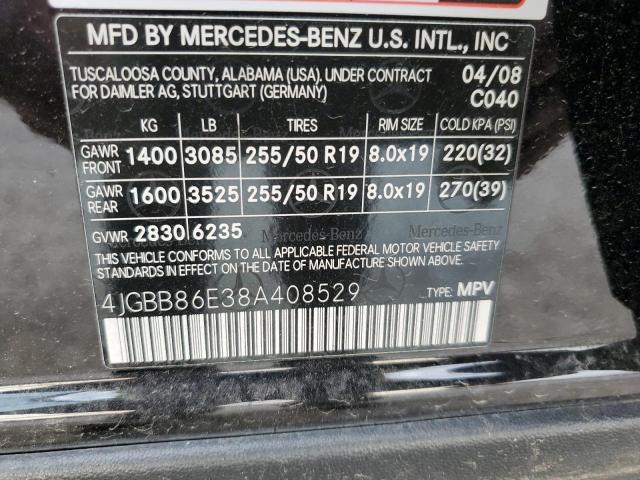 MFD BY MERCEDES-BENZ U.S. INTL., INC
TUSCALOOSA COUNTY, ALABAMA (USA). UNDER CONTRACT
FOR DAIMLER AG, STUTTGART (GERMANY)
04/08
C040
KG LB TIRES RIM SIZE COLD KPA (PSI)
GAWR FRONT 1400 3085 255/50 R19 8.0x19 220(32)
GAWR REAR 1600 3525 255/50 R19 8.0x19 270(39)
GVWR 2830 6235
Mercedes-Benz Mercedes-Benz
THIS VEHICLE CONFORMS TO ALL APPLICABLE FEDERAL MOTOR VEHICLE SAFETY
STANDARDS IN EFFECT ON THE DATE OF MANUFACTURE SHOWN ABOVE.
4JGBB86E38A408529 TYPE: MPV